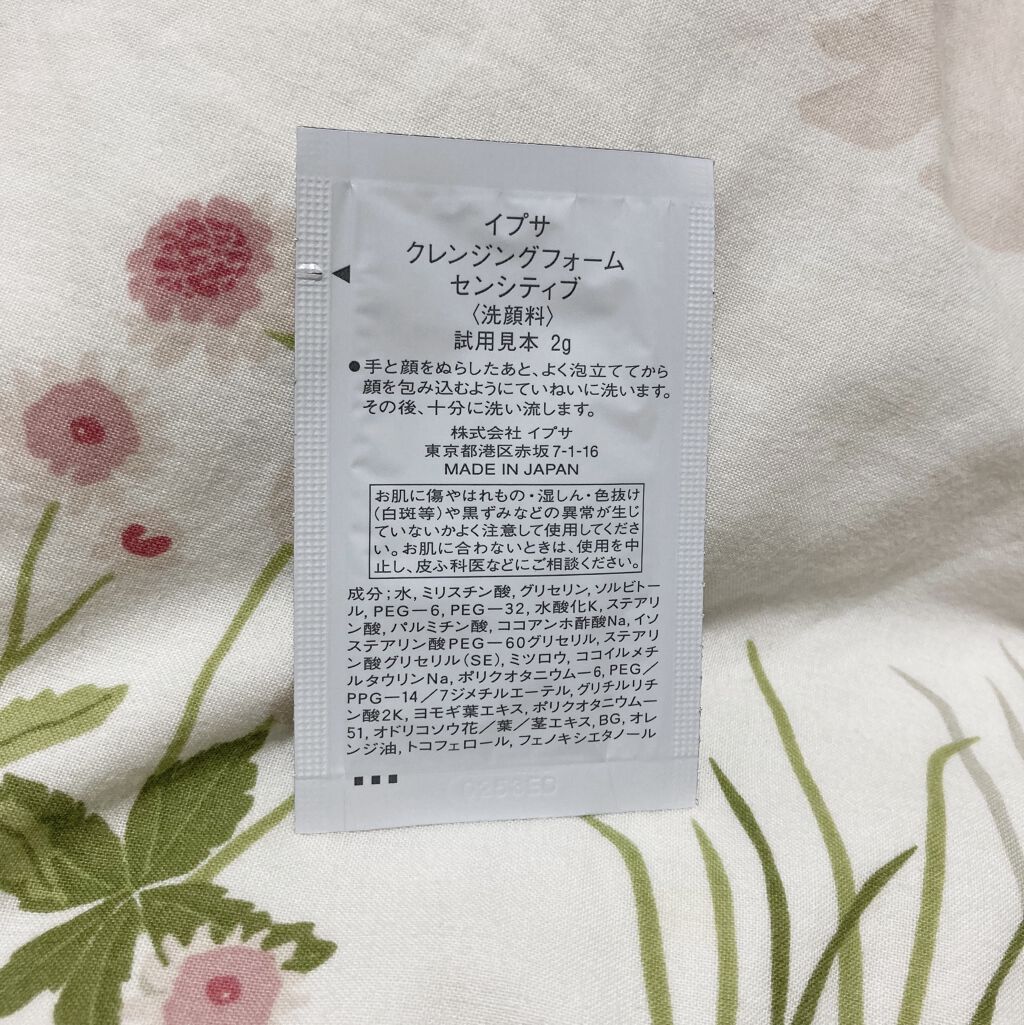 イプサ
クレンジングフォーム
センシティブ
〈洗顔料〉
試用見本 2g
●手と顔をぬらしたあと、よく泡立ててから
顔を包み込むようにていねいに洗います。
その後、十分に洗い流します。
株式会社 イプサ
東京都港区赤坂7-1-16
MADE IN JAPAN
お肌に傷やはれもの・湿しん・色抜け
(白斑等)や黒ずみなどの異常が生じ
ていないかよく注意して使用してくださ
い。お肌に合わないときは、使用を中
止し、皮ふ科医などにご相談ください。
成分;水, ミリスチン酸, グリセリン, ソルビトー
ル, PEG−6, PEG−32, 水酸化K, ステアリ
ン酸, パルミチン酸, ココアンホ酢酸Na, イソ
ステアリン酸PEG−60グリセリル, ステアリ
ン酸グリセリル(SE), ミツロウ, ココイルメチ
ルタウリンNa, ポリクオタニウム−6, PEG/
PPG−14/7ジメチルエーテル, グリチルリチ
ン酸2K, ヨモギ葉エキス, ポリクオタニウム−
51, オドリコソウ花/葉/茎エキス, BG, オレ
ンジ油, トコフェロール, フェノキシエタノール